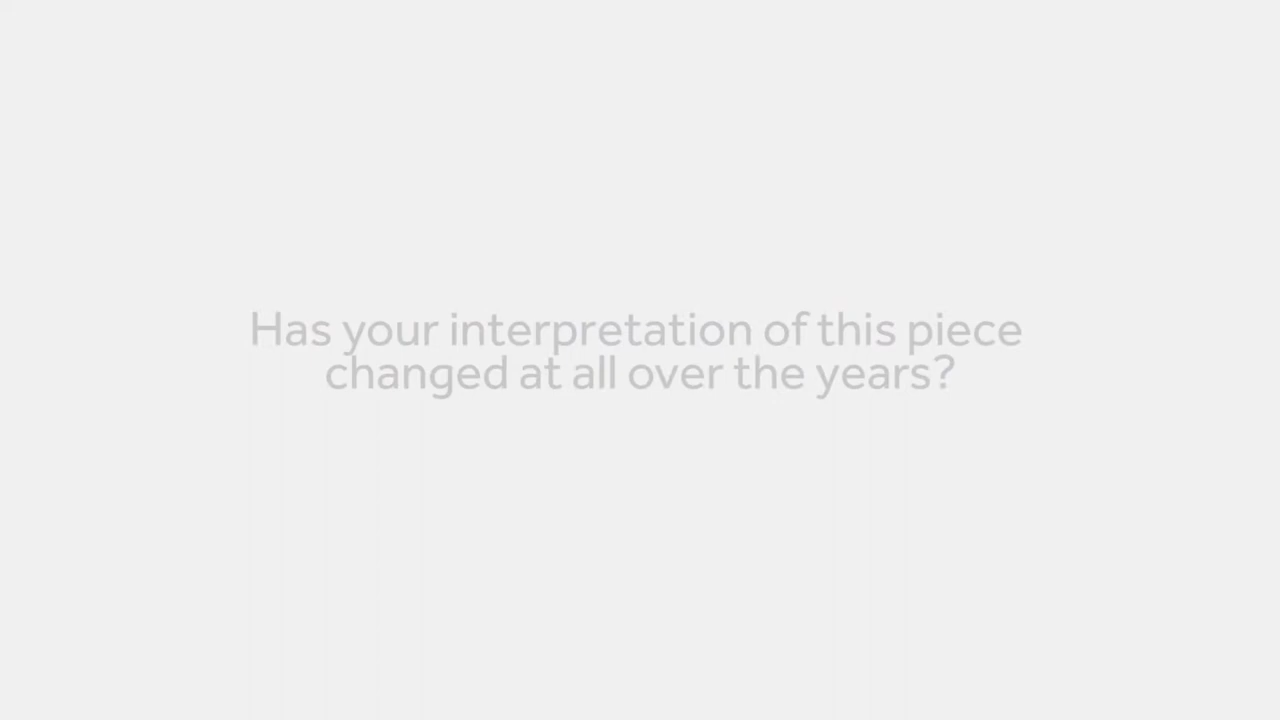 Has your interpretation of this piece
changed at all over the years?